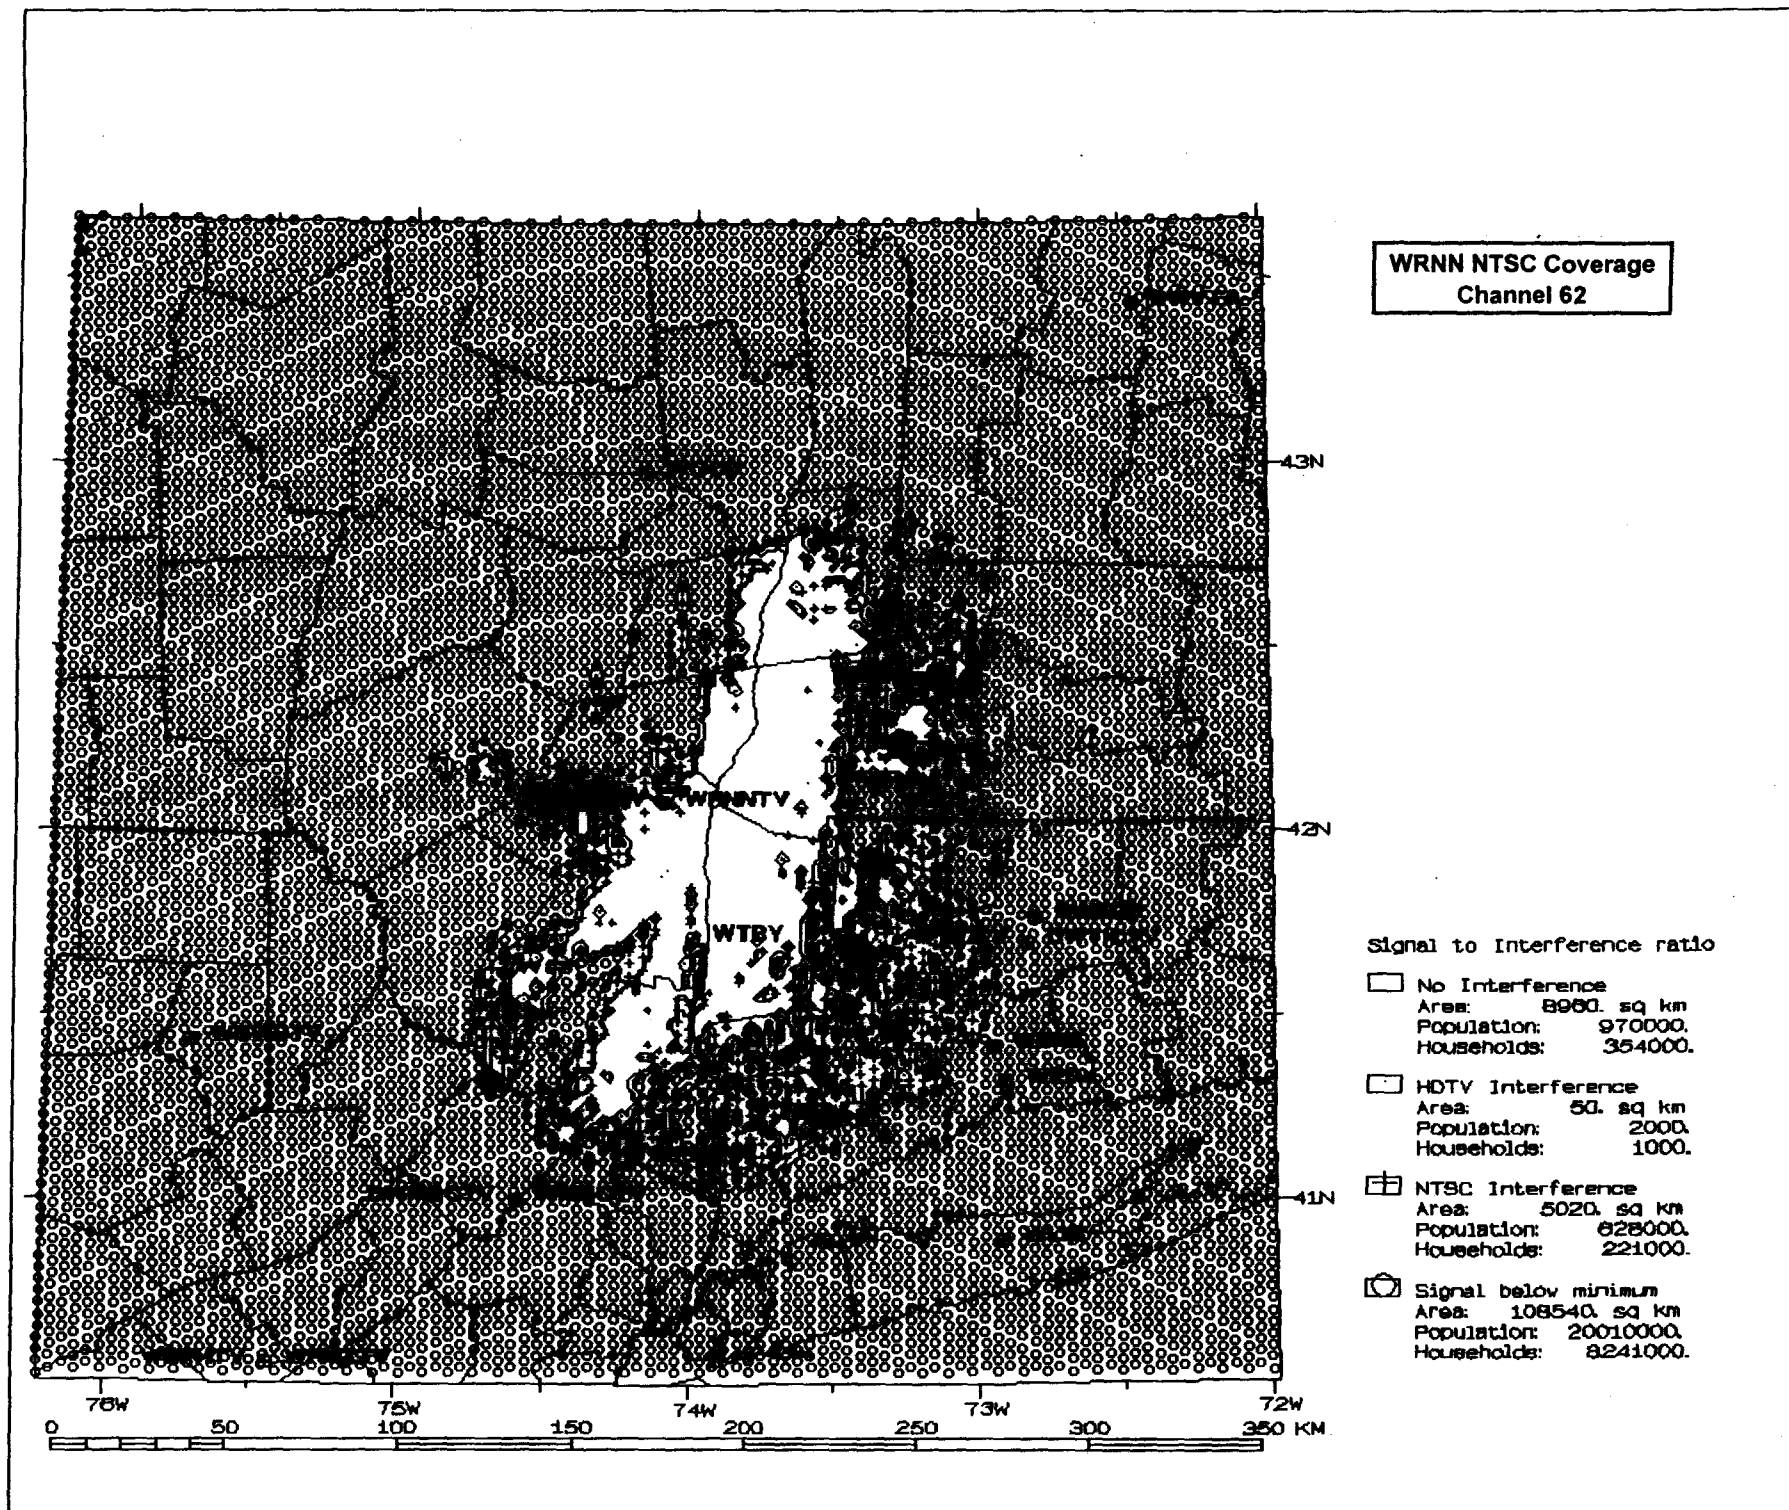 WRNN NTSC Coverage
Channel 62
43N
WRNNTV
42N
WTBY
Signal to Interference ratio
No Interference
Area: 8960. sq km
Population: 970000.
Households: 354000.
HDTV Interference
Area: 50. sq km
Population: 2000.
Households: 1000.
NTSC Interference
Area: 5020. sq km
Population: 628000.
Households: 221000.
41N
Signal below minimum
Area: 108540. sq km
Population: 20010000.
Households: 8241000.
76W 75W 74W 73W 72W
0 50 100 150 200 250 300 350 KM